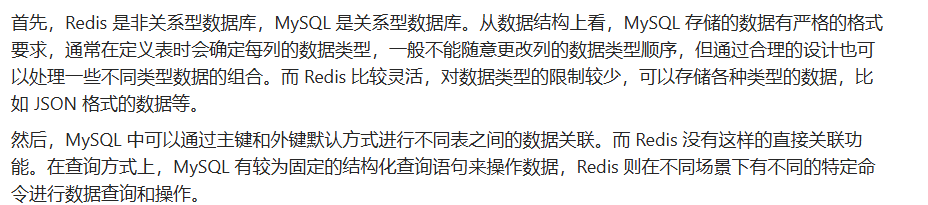 首先，Redis 是非关系型数据库，MySQL 是关系型数据库。从数据结构上看，MySQL 存储的数据有严格的格式
要求，通常在定义表时会确定每列的数据类型，一般不能随意更改列的数据类型顺序，但通过合理的设计也可
以处理一些不同类型数据的组合。而 Redis 比较灵活，对数据类型的限制较少，可以存储各种类型的数据，比
如 JSON 格式的数据等。
然后，MySQL 中可以通过主键和外键默认方式进行不同表之间的数据关联。而 Redis 没有这样的直接关联功
能。在查询方式上，MySQL 有较为固定的结构化查询语句来操作数据，Redis 则在不同场景下有不同的特定命
令进行数据查询和操作。